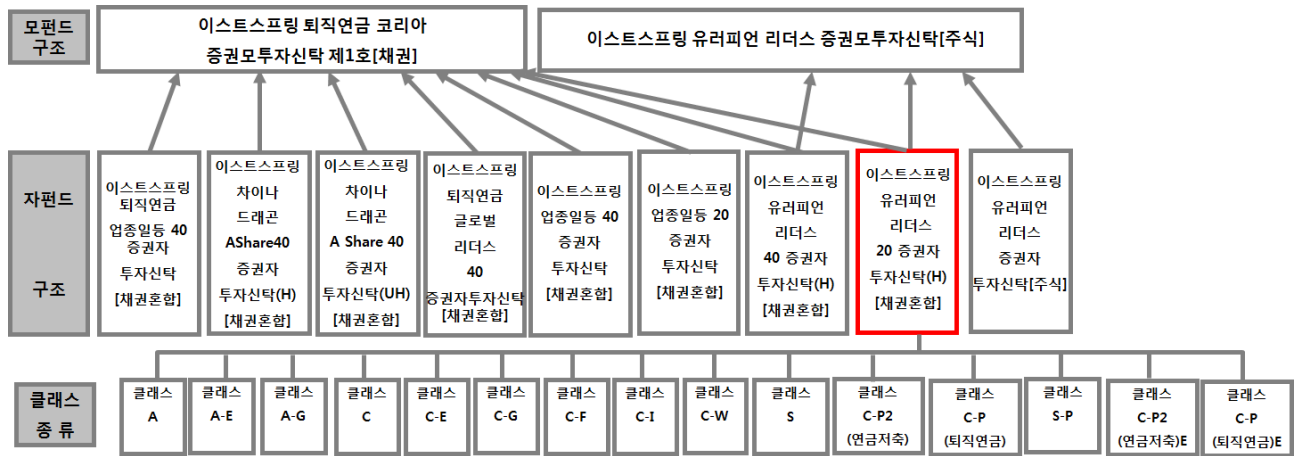 모펀드
구조
이스트스프링 퇴직연금 코리아
증권모투자신탁 제1호[채권]
이스트스프링 유러피언 리더스 증권모투자신탁[주식]
자펀드
구조
이스트스프링
퇴직연금
업종일등 40
증권자
투자신탁
[채권혼합]
이스트스프링
차이나
드래곤
AShare40
증권자
투자신탁(H)
[채권혼합]
이스트스프링
차이나
드래곤
A Share 40
증권자
투자신탁(UH)
[채권혼합]
이스트스프링
퇴직연금
글로벌
리더스
40
증권자투자신탁
[채권혼합]
이스트스프링
업종일등 40
증권자
투자신탁
[채권혼합]
이스트스프링
업종일등 20
증권자
투자신탁
[채권혼합]
이스트스프링
유러피언
리더스
40 증권자
투자신탁(H)
[채권혼합]
이스트스프링
유러피언
리더스
20 증권자
투자신탁(H)
[채권혼합]
이스트스프링
유러피언
리더스
증권자
투자신탁[주식]
클래스
종 류
클래스
A
클래스
A-E
클래스
A-G
클래스
C
클래스
C-E
클래스
C-G
클래스
C-F
클래스
C-I
클래스
C-W
클래스
S
클래스
C-P2
(연금저축)
클래스
C-P
(퇴직연금)
클래스
S-P
클래스
C-P2
(연금저축)E
클래스
C-P
(퇴직연금)E